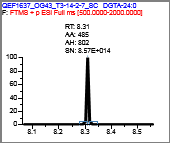 QEF1637_OG43_T3-14-2-7_SC DGTA-24:0
F: FTMS + p ESI Full ms [500.0000-2000.0000]
RT: 8.31
AA: 485
AH: 802
SN: 8.57E+014
100
80
60
40
20
0
8.1 8.2 8.3 8.4 8.5